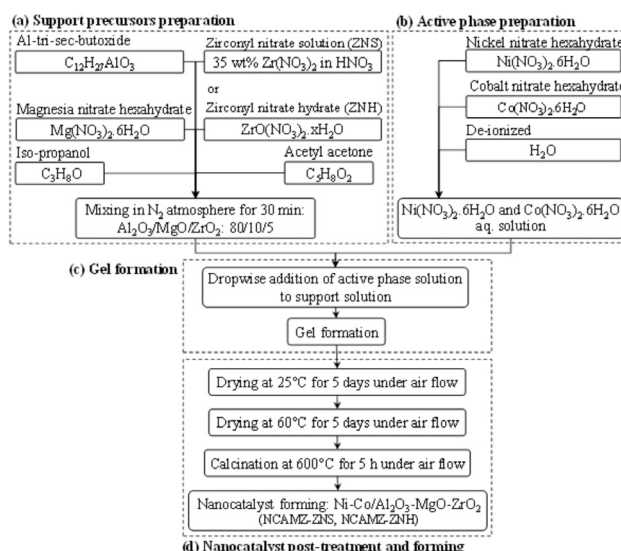 (a) Support precursors preparation
Al-tri-sec-butoxide
C₁₂H₂₇AlO₃
Zirconyl nitrate solution (ZNS)
35 wt% Zr(NO₃)₂ in HNO₃
or
Magnesia nitrate hexahydrate
Mg(NO₃)₂.6H₂O
Zirconyl nitrate hydrate (ZNH)
ZrO(NO₃)₂.xH₂O
Iso-propanol
C₃H₈O
Acetyl acetone
C₅H₈O₂
Mixing in N₂ atmosphere for 30 min:
Al₂O₃/MgO/ZrO₂: 80/10/5
(b) Active phase preparation
Nickel nitrate hexahydrate
Ni(NO₃)₂.6H₂O
Cobalt nitrate hexahydrate
Co(NO₃)₂.6H₂O
De-ionized
H₂O
Ni(NO₃)₂.6H₂O and Co(NO₃)₂.6H₂O
aq. solution
(c) Gel formation
Dropwise addition of active phase solution
to support solution
Gel formation
Drying at 25°C for 5 days under air flow
Drying at 60°C for 5 days under air flow
Calcination at 600°C for 5 h under air flow
Nanocatalyst forming: Ni-Co/Al₂O₃-MgO-ZrO₂
(NCAMZ-ZNS, NCAMZ-ZNH)
(d) Nanocatalyst post-treatment and forming